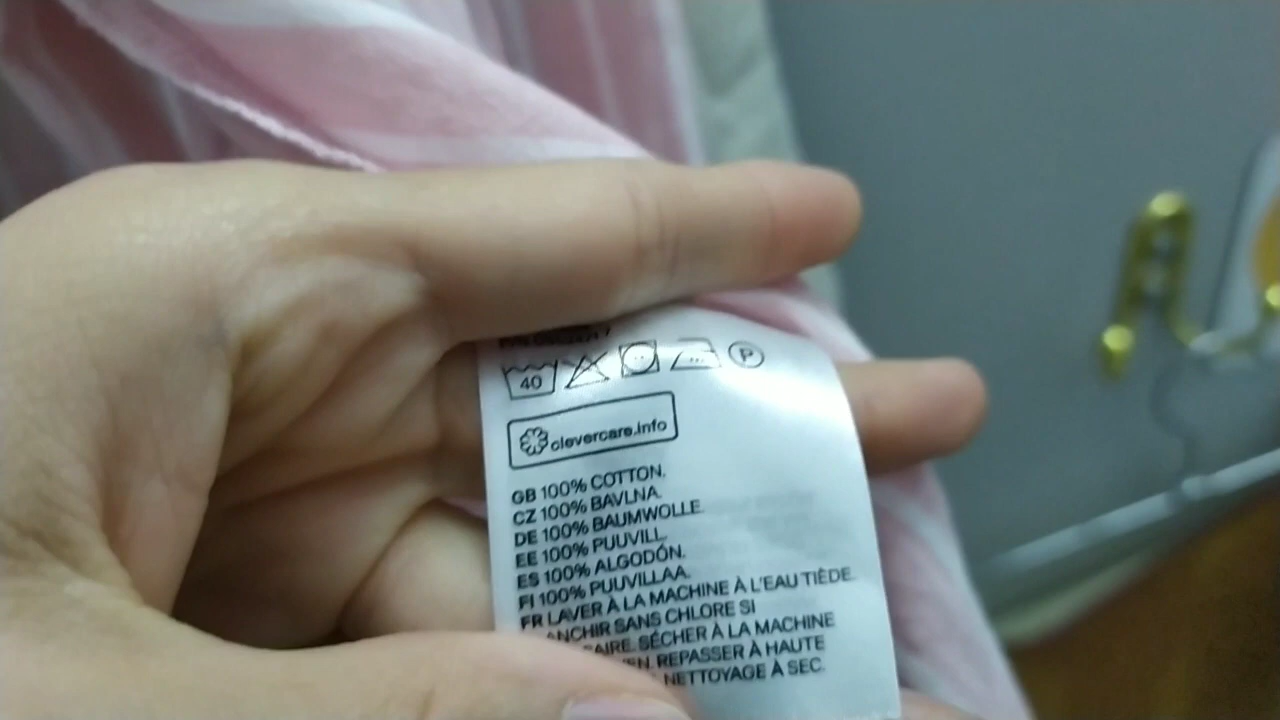 40 P
clevercare.info
GB 100% COTTON.
CZ 100% BAVLNA.
DE 100% BAUMWOLLE.
EE 100% PUUVILL.
ES 100% ALGODÓN.
FI 100% PUUVILLAA.
FR LAVER À LA MACHINE À L'EAU TIÈDE.
SANS CHLORE SI
SÉCHER À LA MACHINE
REPASSER À HAUTE
NETTOYAGE À SEC.